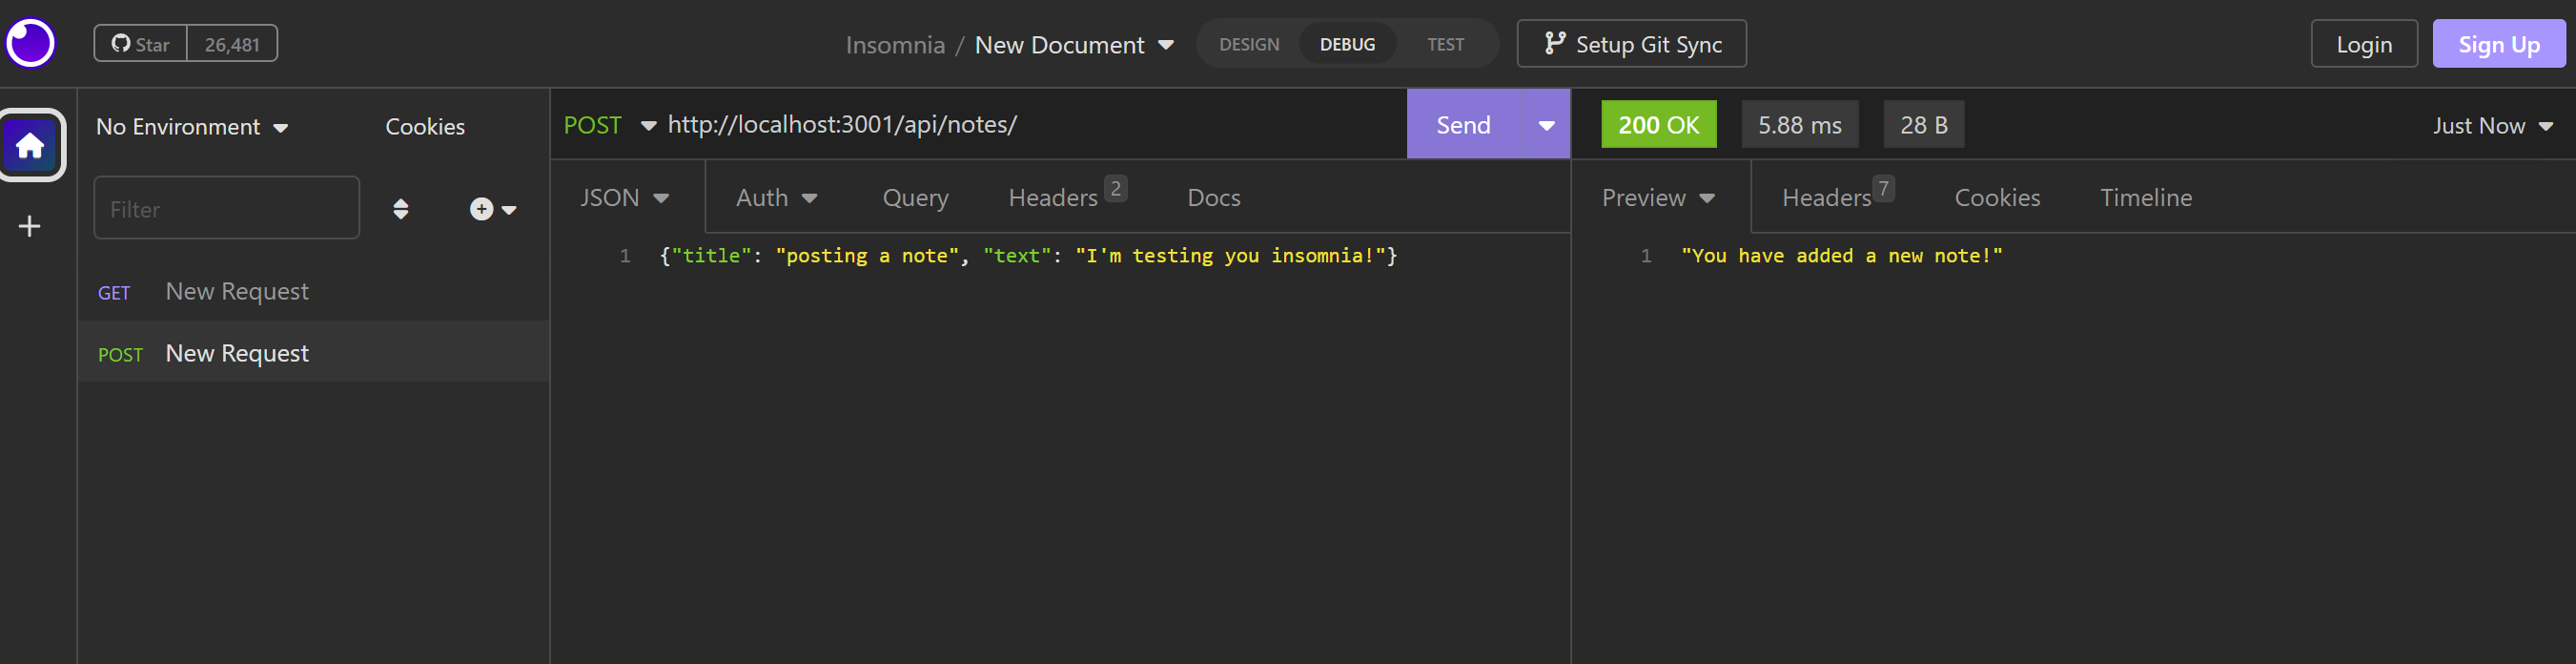 Star 26,481 Insomnia / New Document DESIGN DEBUG TEST Setup Git Sync Login Sign Up
No Environment Cookies
Filter
GET New Request
POST New Request
POST http://localhost:3001/api/notes/ Send
JSON Auth Query Headers 2 Docs
1 {"title": "posting a note", "text": "I'm testing you insomnia!"}
200 OK 5.88 ms 28 B Just Now
Preview Headers 7 Cookies Timeline
1 "You have added a new note!"